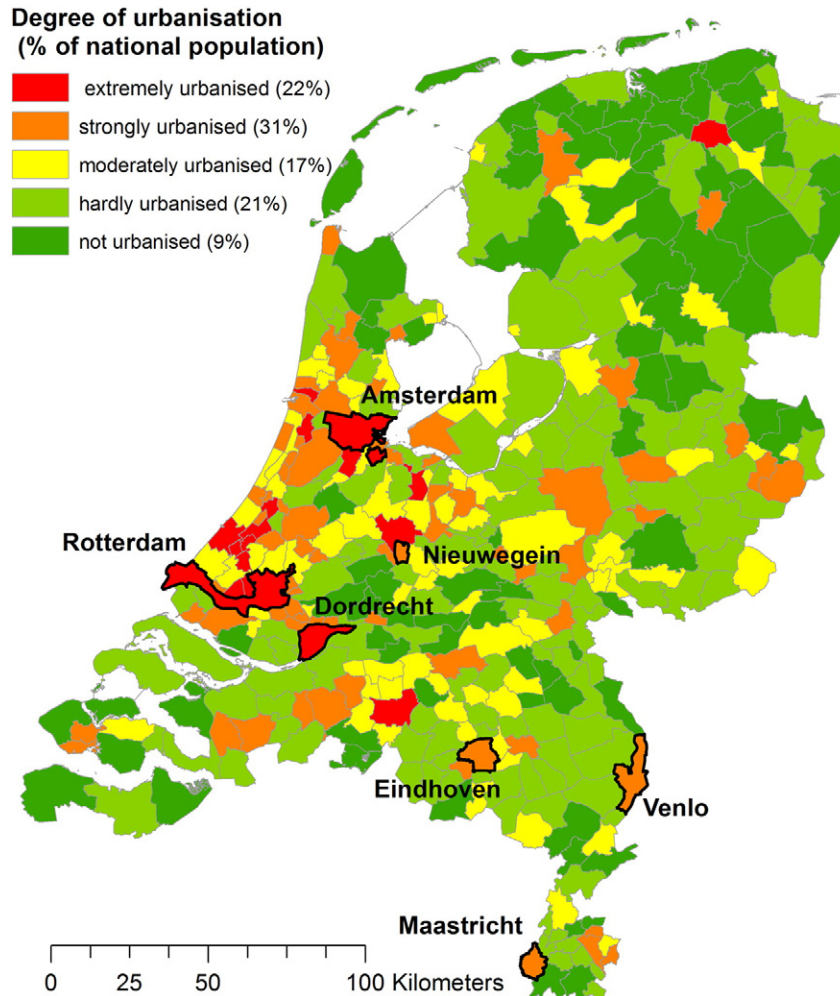 Degree of urbanisation
(% of national population)
extremely urbanised (22%)
strongly urbanised (31%)
moderately urbanised (17%)
hardly urbanised (21%)
not urbanised (9%)
Amsterdam
Rotterdam
Nieuwegein
Dordrecht
Eindhoven
Venlo
Maastricht
0 25 50 100 Kilometers